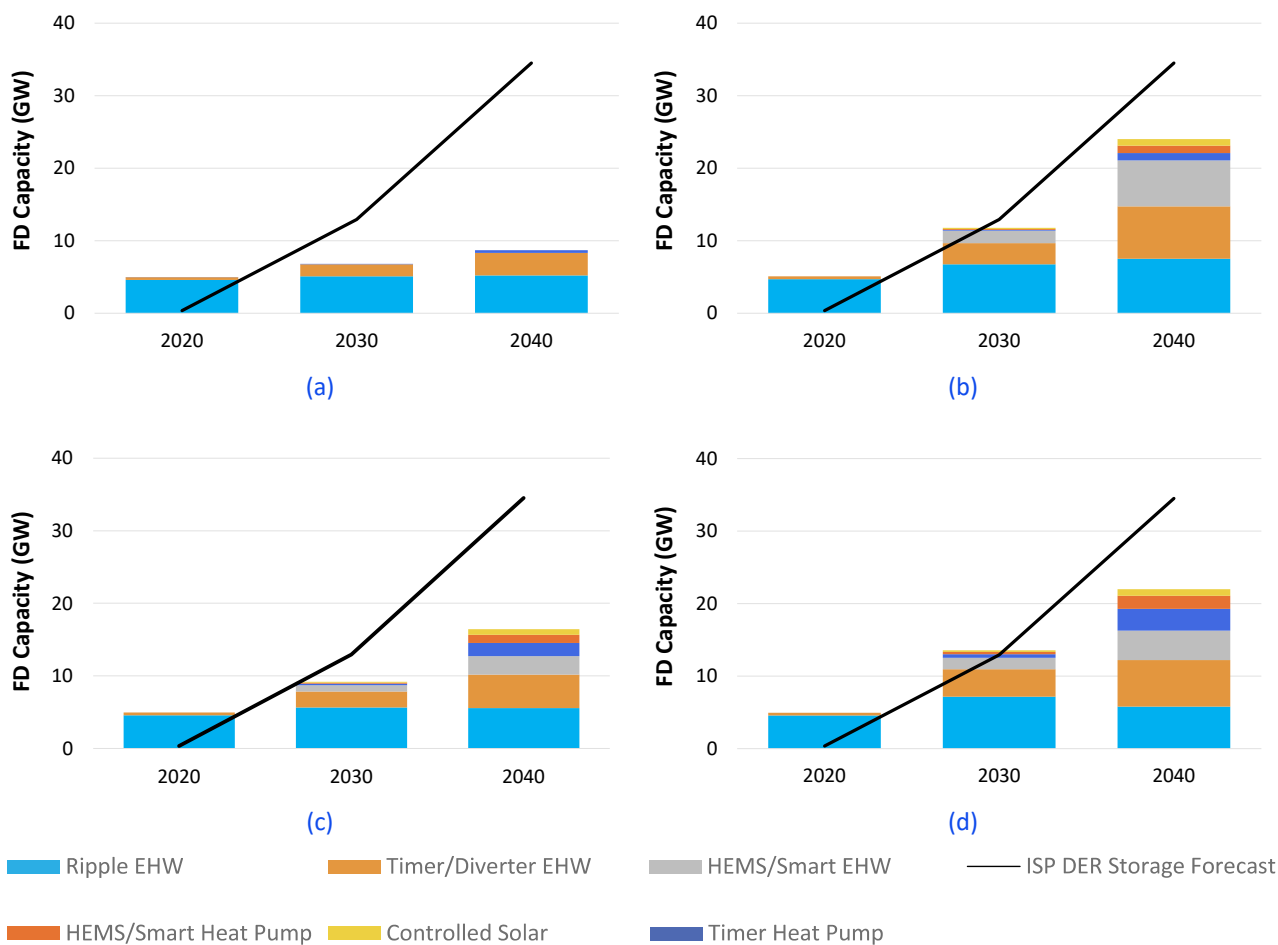 40
30
20
10
0
FD Capacity (GW)
2020 2030 2040
(a)
40
30
20
10
0
FD Capacity (GW)
2020 2030 2040
(b)
40
30
20
10
0
FD Capacity (GW)
2020 2030 2040
(c)
40
30
20
10
0
FD Capacity (GW)
2020 2030 2040
(d)
Ripple EHW Timer/Diverter EHW HEMS/Smart EHW ISP DER Storage Forecast
HEMS/Smart Heat Pump Controlled Solar Timer Heat Pump